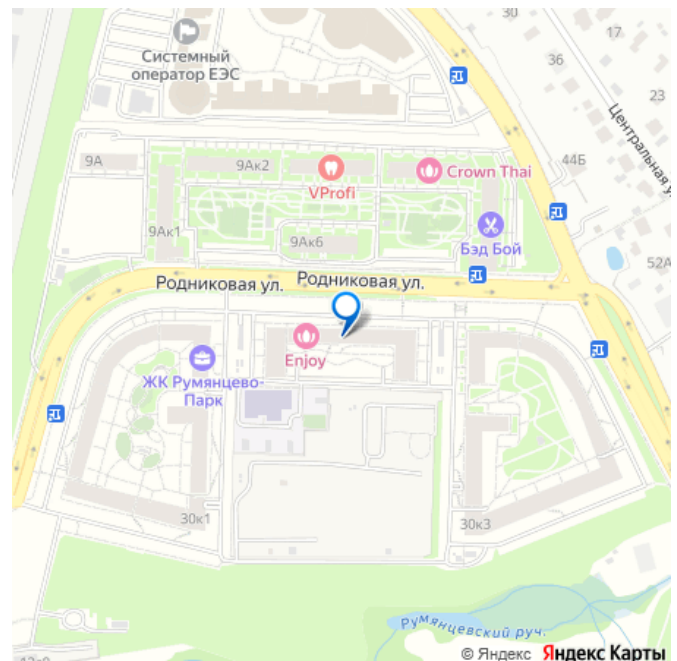 30
17
Системный
оператор ЕЭС
36
23
Центральная у
9А
9Ак2
VProfi
Crown Thai
44Б
9Ак1
9Ак6
Бэд Бой
52А
Родниковая ул.
Родниковая ул.
Enjoy
ЖК Румянцево-
Парк
30к1
30к3
Румянцевский руч.
© Яндекс Яндекс Карты